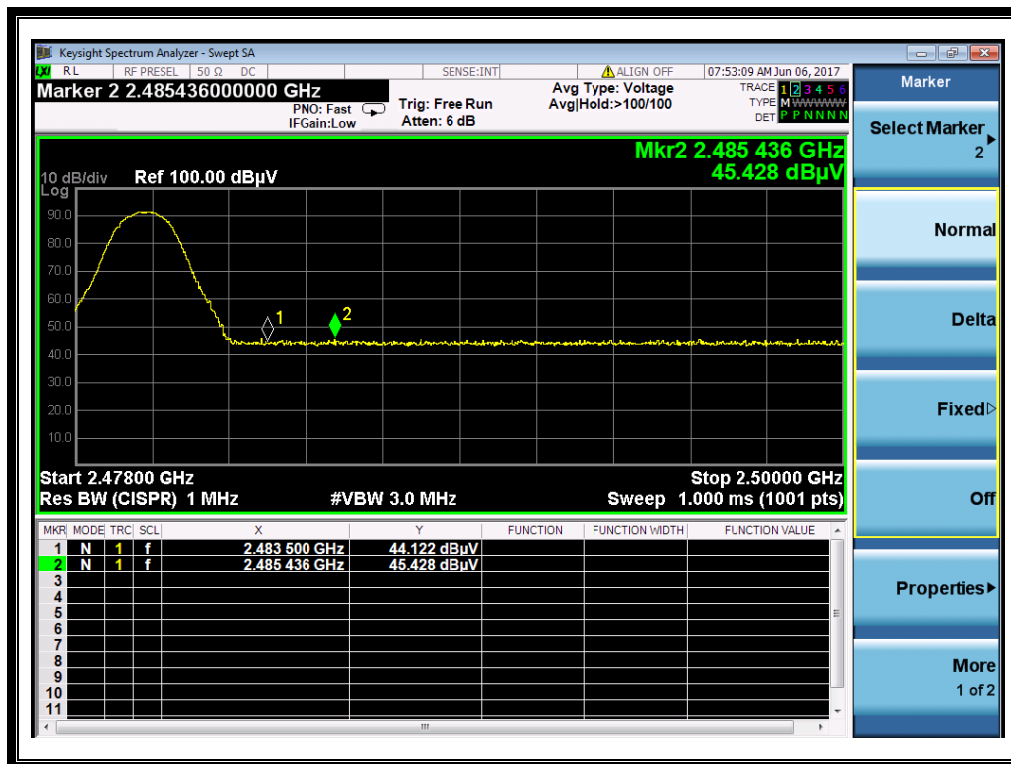 Keysight Spectrum Analyzer - Swept SA
LXI RL RF PRESEL 50 Ω DC SENSE:INT ALIGN OFF 07:53:09 AM Jun 06, 2017
Marker 2 2.485436000000 GHz
PNO: Fast
IFGain:Low
Trig: Free Run
Atten: 6 dB
Avg Type: Voltage
Avg|Hold:>100/100
TRACE 1 2 3 4 5 6
TYPE M WWWWW
DET P P N N N N
Mkr2 2.485 436 GHz
45.428 dBµV
10 dB/div Ref 100.00 dBµV
Log
90.0
80.0
70.0
60.0
50.0
40.0
30.0
20.0
10.0
1
2
Start 2.47800 GHz Stop 2.50000 GHz
Res BW (CISPR) 1 MHz #VBW 3.0 MHz Sweep 1.000 ms (1001 pts)
MKR MODE TRC SCL X Y FUNCTION FUNCTION WIDTH FUNCTION VALUE
1 N 1 f 2.483 500 GHz 44.122 dBµV
2 N 1 f 2.485 436 GHz 45.428 dBµV
3
4
5
6
7
8
9
10
11
Marker
Select Marker
2
Normal
Delta
Fixed
Off
Properties
More
1 of 2